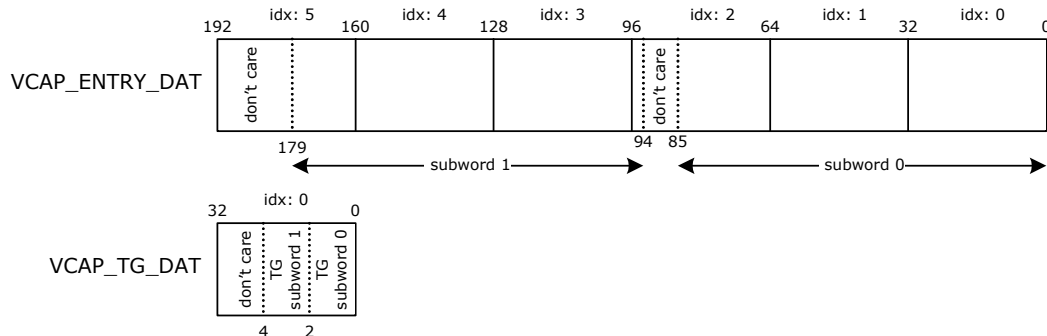 idx: 5 idx: 4 idx: 3 idx: 2 idx: 1 idx: 0
192 160 128 96 64 32 0
VCAP_ENTRY_DAT
don't care
don't care
179 94 85
subword 1 subword 0
idx: 0
32 0
VCAP_TG_DAT
don't care
TG
subword 1
TG
subword 0
4 2